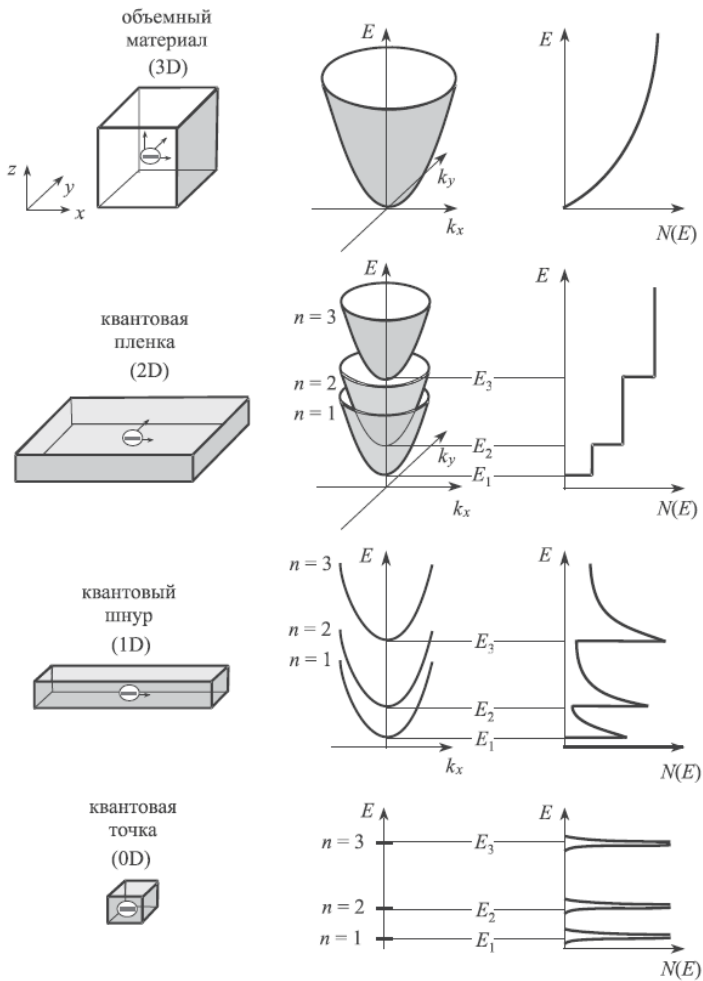 объемный
материал
(3D)
z
y
x
E
k_y
k_x
E
N(E)
квантовая
пленка
(2D)
E
n = 3
n = 2
n = 1
k_y
k_x
E_3
E_2
E_1
E
N(E)
квантовый
шнур
(1D)
E
n = 3
n = 2
n = 1
k_x
E_3
E_2
E_1
E
N(E)
квантовая
точка
(0D)
E
n = 3
n = 2
n = 1
E_3
E_2
E_1
E
N(E)